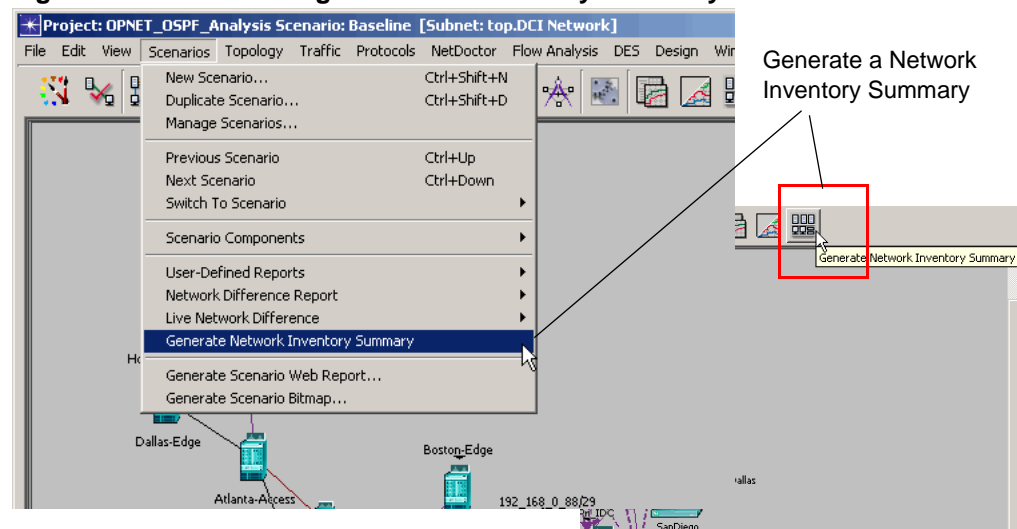 Project: OPNET_OSPF_Analysis Scenario: Baseline [Subnet: top.DCI Network]
File Edit View Scenarios Topology Traffic Protocols NetDoctor Flow Analysis DES Design
New Scenario... Ctrl+Shift+N
Duplicate Scenario... Ctrl+Shift+D
Manage Scenarios...
Previous Scenario Ctrl+Up
Next Scenario Ctrl+Down
Switch To Scenario
Scenario Components
User-Defined Reports
Network Difference Report
Live Network Difference
Generate Network Inventory Summary
Generate Scenario Web Report...
Generate Scenario Bitmap...
Generate a Network
Inventory Summary
Generate Network Inventory Summary
Dallas-Edge
Boston-Edge
Atlanta-Access
192_168_0_88/29
IDC
SanDiego